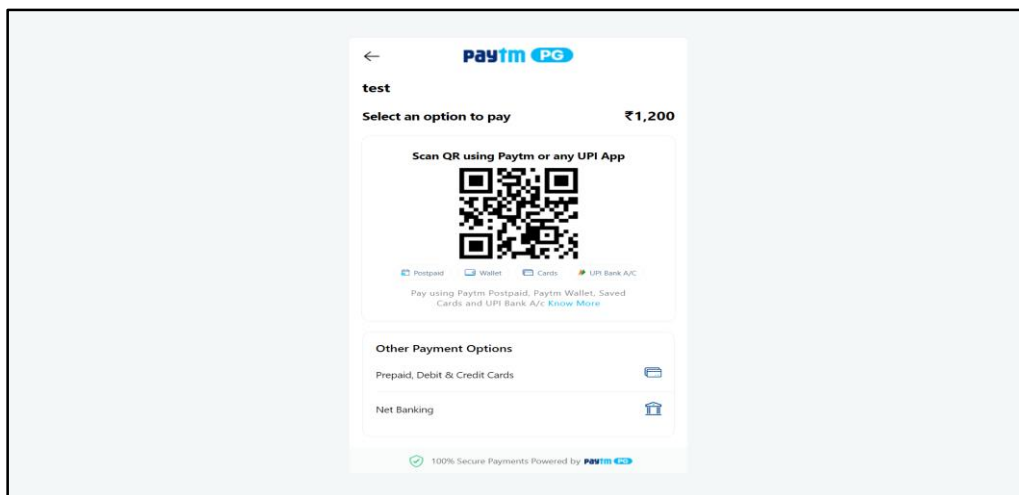 paytm PG
test
Select an option to pay ₹1,200
Scan QR using Paytm or any UPI App
Postpaid Wallet Cards UPI Bank A/C
Pay using Paytm Postpaid, Paytm Wallet, Saved
Cards and UPI Bank A/c Know More
Other Payment Options
Prepaid, Debit & Credit Cards
Net Banking
100% Secure Payments Powered by paytm PG